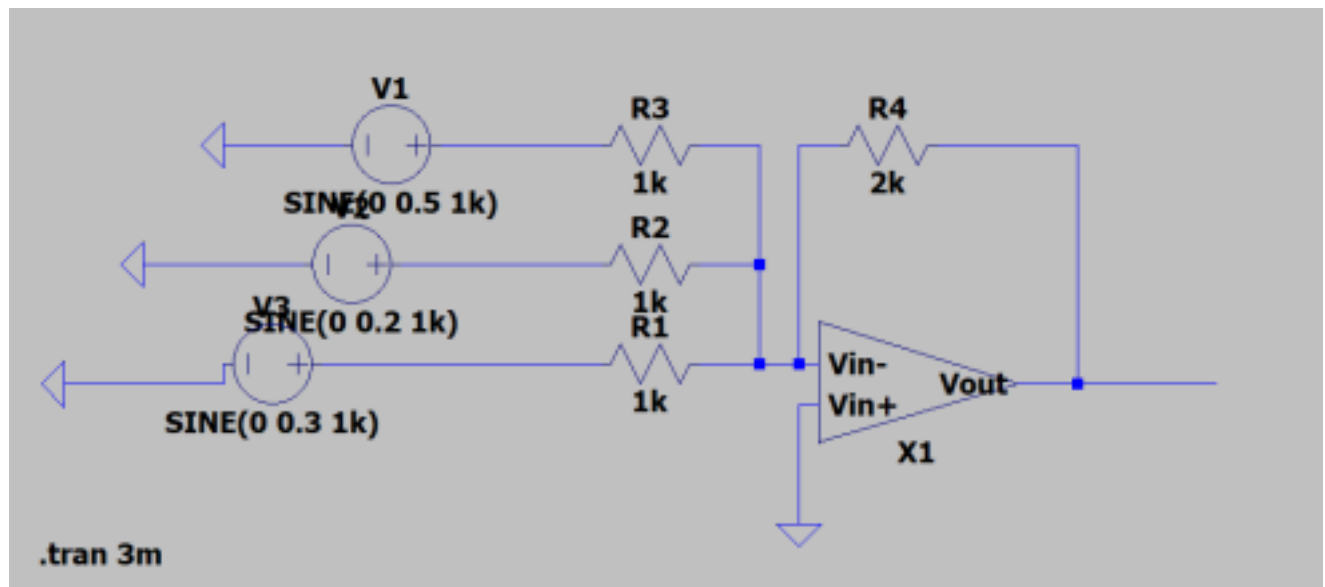 V1
R3
R4
1k
2k
SINE(0 0.5 1k)
V2
R2
1k
V3
SINE(0 0.2 1k)
R1
Vin-
Vout
1k
Vin+
SINE(0 0.3 1k)
X1
.tran 3m